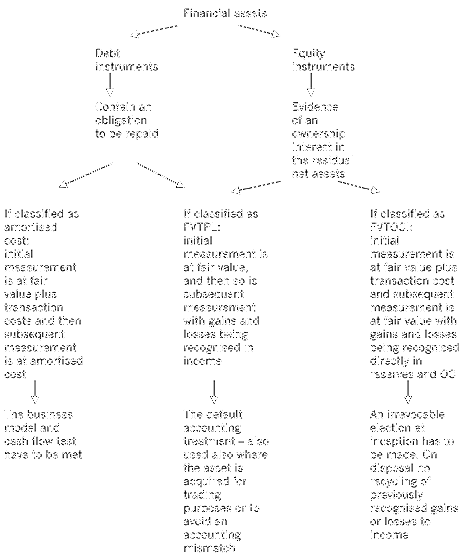 Financial assets
Debt
instruments
Equity
instruments
Contain an
obligation
to be repaid
Evidence
of an
ownership
interest in
the residual
net assets
If classified as
amortised
cost:
initial
measurement
is at fair
value plus
transaction
costs and then
subsequent
measurement
is at amortised
cost
If classified as
FVTPL:
initial
measurement is
at fair value,
and then so is
subsequent
measurement
with gains and
losses being
recognised in
income
If classified as
FVTOCI:
initial
measurement is
at fair value plus
transaction cost
and subsequent
measurement is
at fair value with
gains and losses
being recognised
directly in
reserves and OCI
The business
model and
cash flow test
have to be met
The default
accounting
treatment – also
used also where
the asset is
acquired for
trading
purposes or to
avoid an
accounting
mismatch
An irrevocable
election at
inception has to
be made. On
disposal no
recycling of
previously
recognised gains
or losses to
income